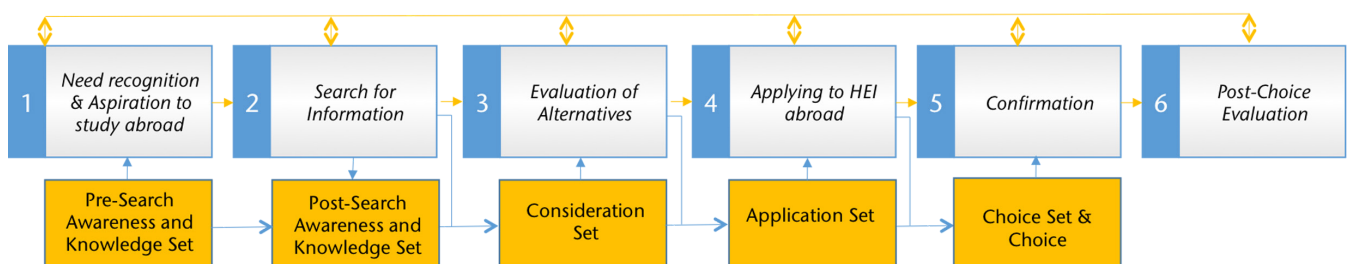 1
Need recognition
& Aspiration to
study abroad
2
Search for
Information
3
Evaluation of
Alternatives
4
Applying to HEI
abroad
5
Confirmation
6
Post-Choice
Evaluation
Pre-Search
Awareness and
Knowledge Set
Post-Search
Awareness and
Knowledge Set
Consideration
Set
Application Set
Choice Set &
Choice